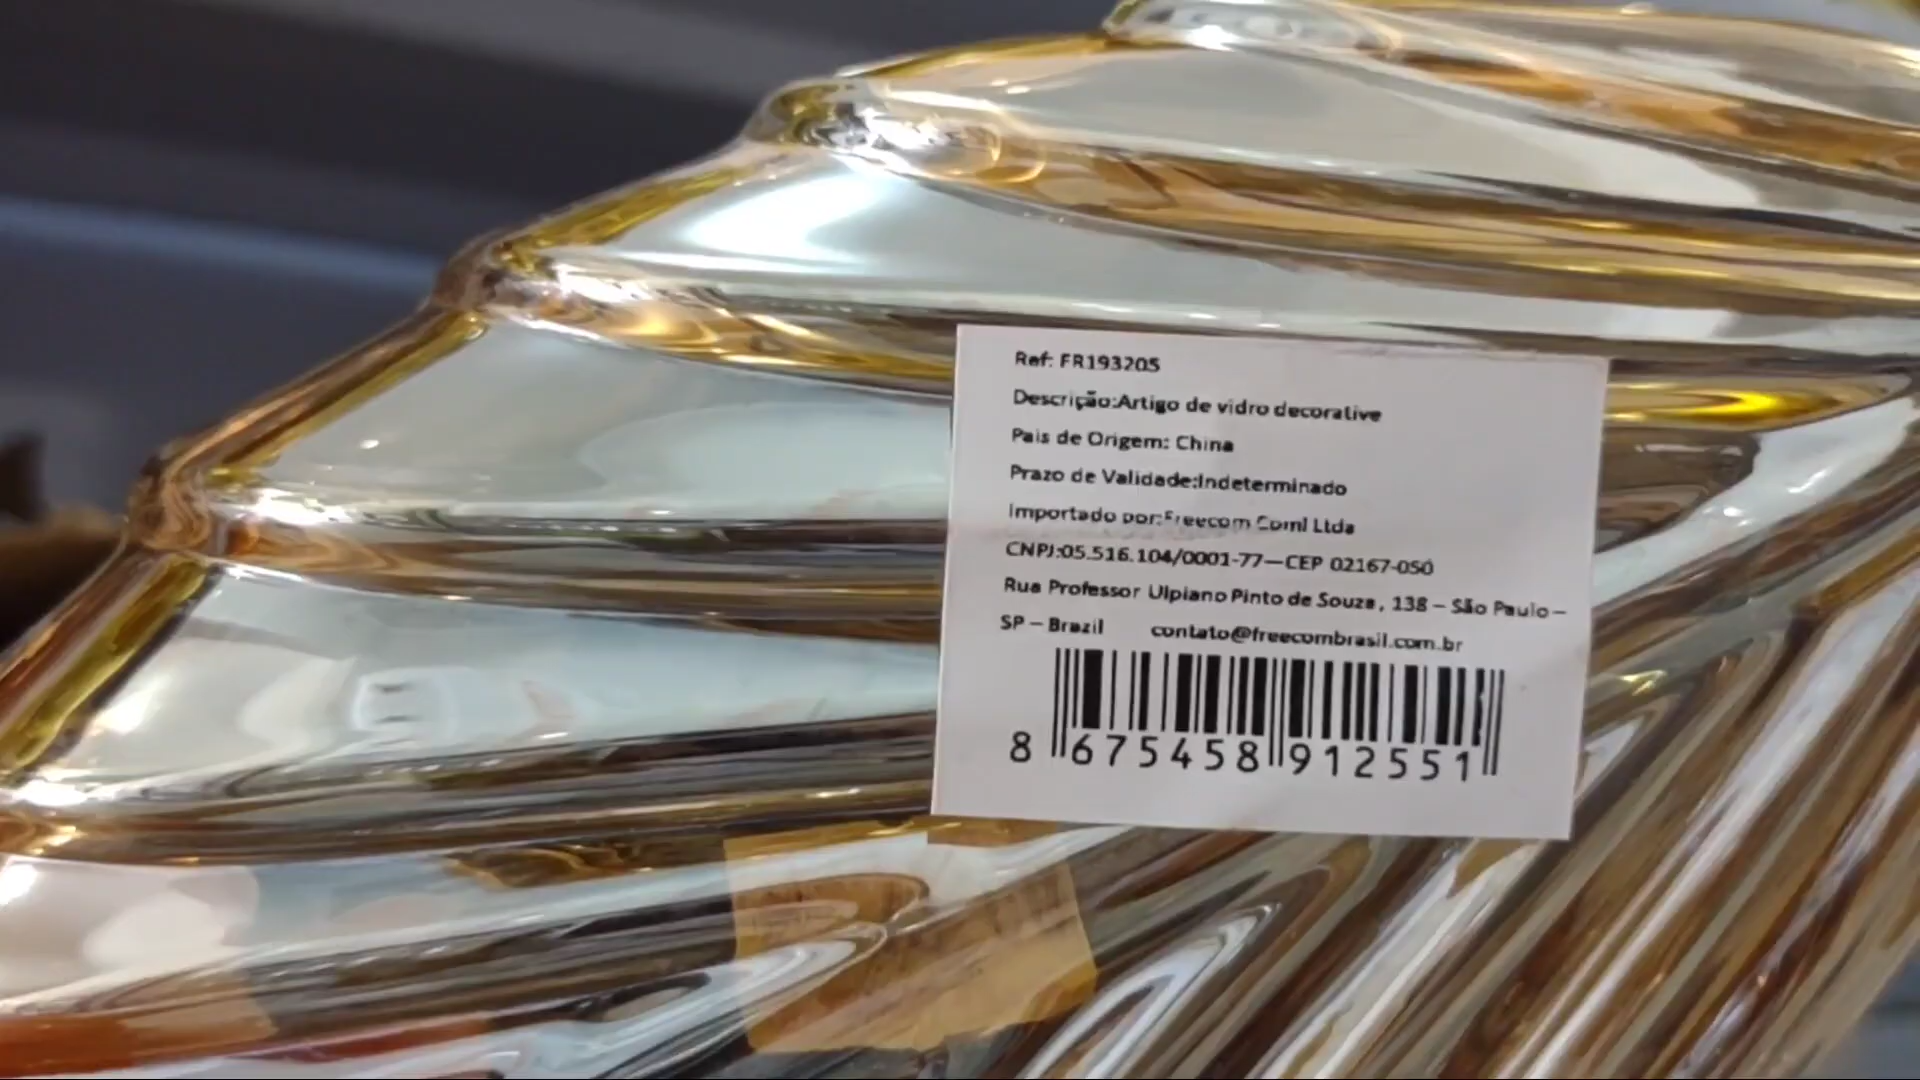 Ref: FR193205
Descrição:Artigo de vidro decorative
Pais de Origem: China
Prazo de Validade:Indeterminado
Importado por:Freecom Coml Ltda
CNPJ:05.516.104/0001-77—CEP 02167-050
Rua Professor Ulpiano Pinto de Souza, 138 – São Paulo –
SP – Brazil contato@freecombrasil.com.br
8 675458 912551